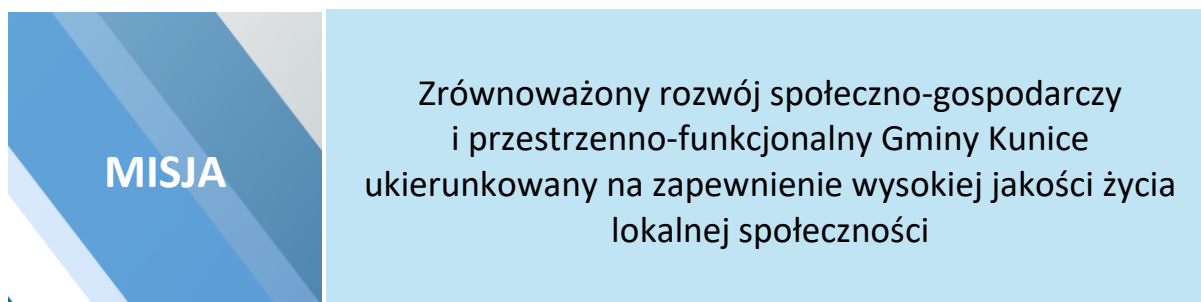 MISJA
Zrównoważony rozwój społeczno-gospodarczy
i przestrzenno-funkcjonalny Gminy Kunice
ukierunkowany na zapewnienie wysokiej jakości życia
lokalnej społeczności